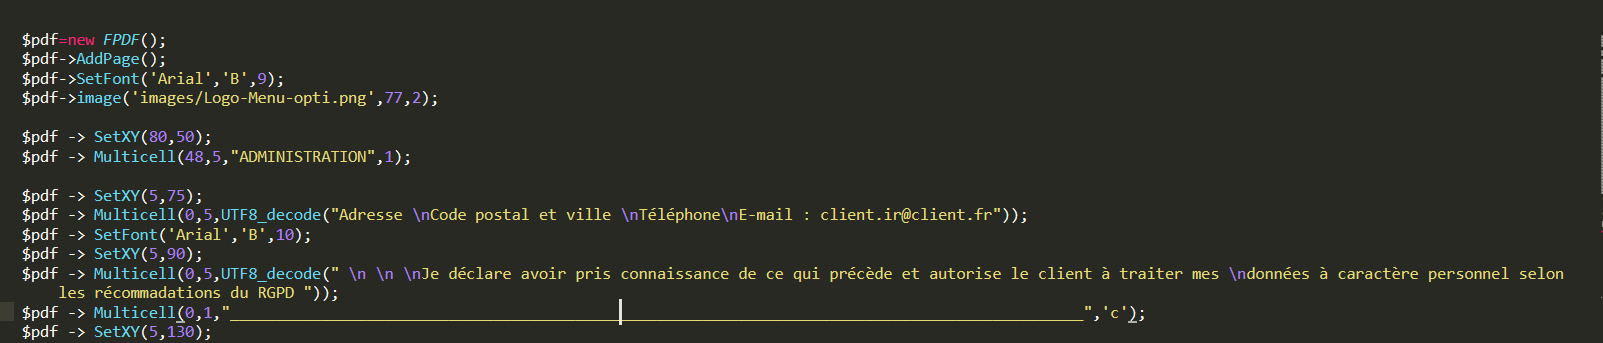 $pdf=new FPDF();
$pdf->AddPage();
$pdf->SetFont('Arial','B',9);
$pdf->image('images/Logo-Menu-opti.png',77,2);
$pdf -> SetXY(80,50);
$pdf -> Multicell(48,5,"ADMINISTRATION",1);
$pdf -> SetXY(5,75);
$pdf -> Multicell(0,5,UTF8_decode("Adresse \nCode postal et ville \nTéléphone\nE-mail : client.ir@client.fr"));
$pdf -> SetFont('Arial','B',10);
$pdf -> SetXY(5,90);
$pdf -> Multicell(0,5,UTF8_decode(" \n \n \nJe déclare avoir pris connaissance de ce qui précède et autorise le client à traiter mes \ndonnées à caractère personnel selon
les récommadations du RGPD "));
$pdf -> Multicell(0,1,"_______________________________________________________________________________________________",'c');
$pdf -> SetXY(5,130);